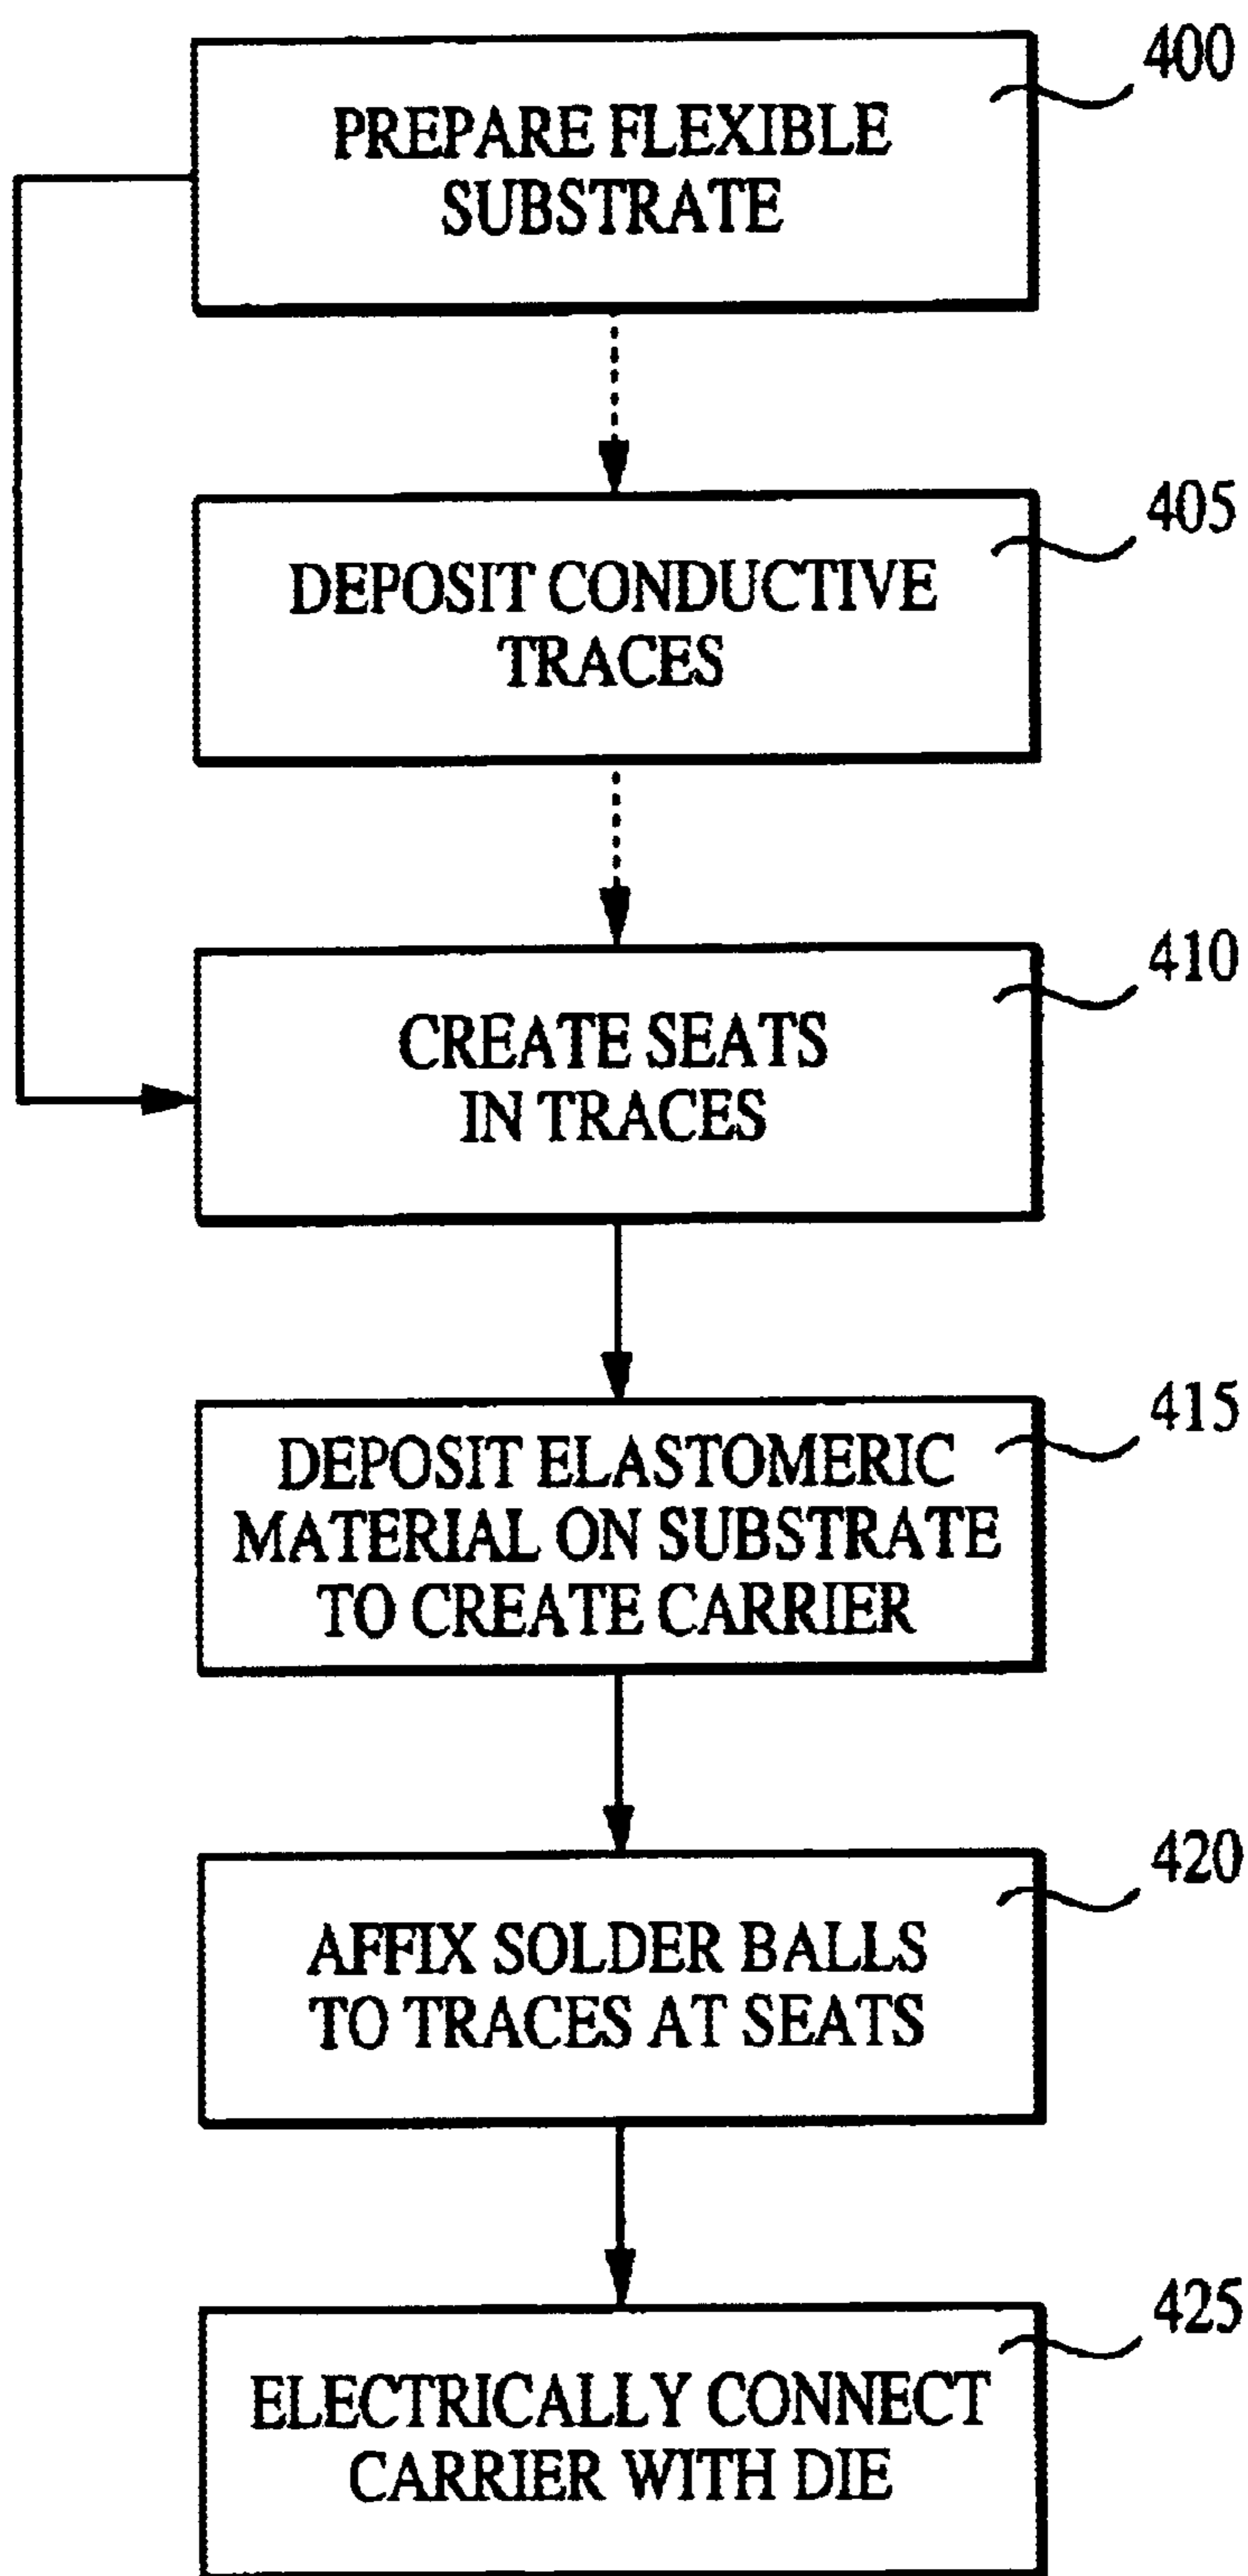 400
PREPARE FLEXIBLE
SUBSTRATE
405
DEPOSIT CONDUCTIVE
TRACES
410
CREATE SEATS
IN TRACES
415
DEPOSIT ELASTOMERIC
MATERIAL ON SUBSTRATE
TO CREATE CARRIER
420
AFFIX SOLDER BALLS
TO TRACES AT SEATS
425
ELECTRICALLY CONNECT
CARRIER WITH DIE